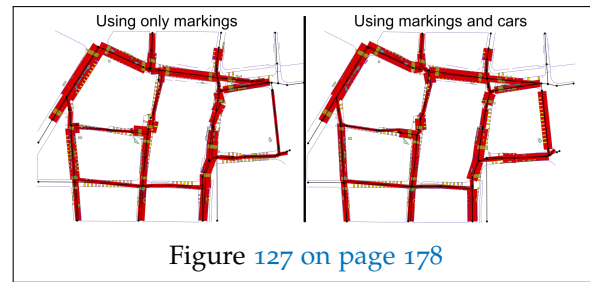 Using only markings
Using markings and cars
Figure 127 on page 178